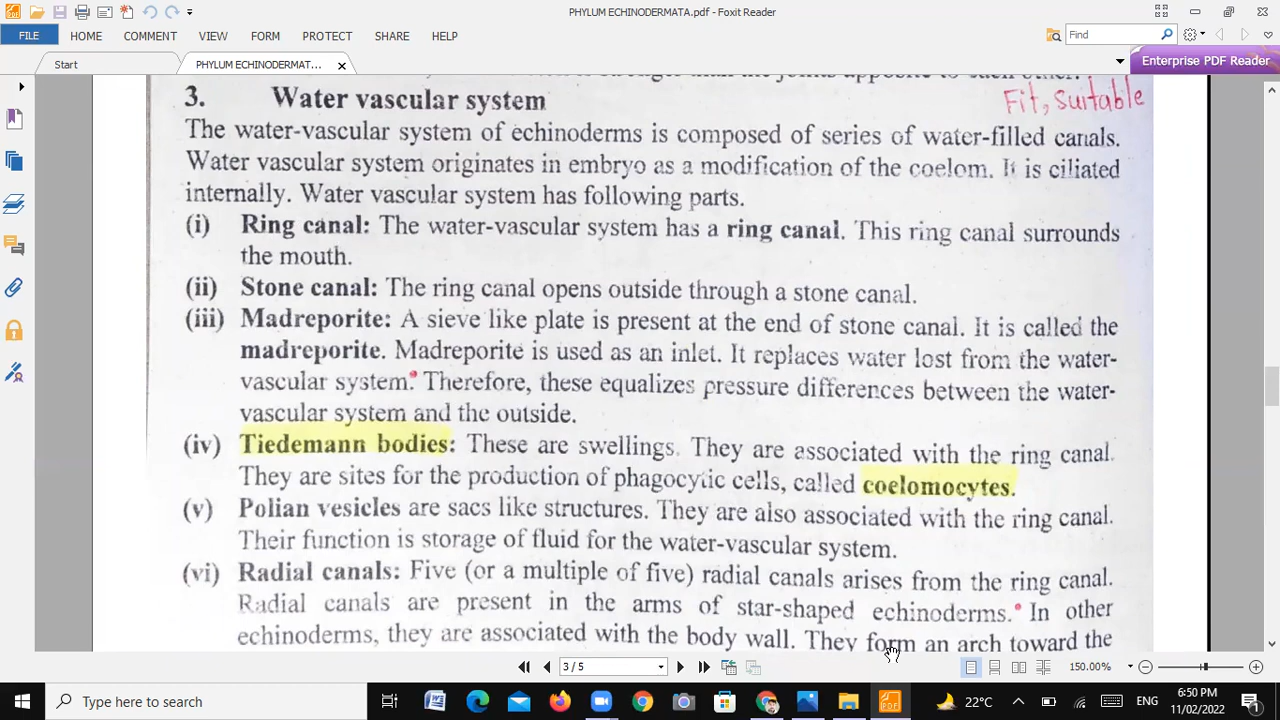 PHYLUM ECHINODERMATA.pdf - Foxit Reader
FILE HOME COMMENT VIEW FORM PROTECT SHARE HELP Find
Start PHYLUM ECHINODERMAT... Enterprise PDF Reader
to each other.
3. Water vascular system Fit, Suitable
The water-vascular system of echinoderms is composed of series of water-filled canals.
Water vascular system originates in embryo as a modification of the coelom. It is ciliated
internally. Water vascular system has following parts.
(i) Ring canal: The water-vascular system has a ring canal. This ring canal surrounds
the mouth.
(ii) Stone canal: The ring canal opens outside through a stone canal.
(iii) Madreporite: A sieve like plate is present at the end of stone canal. It is called the
madreporite. Madreporite is used as an inlet. It replaces water lost from the water-
vascular system. Therefore, these equalizes pressure differences between the water-
vascular system and the outside.
(iv) Tiedemann bodies: These are swellings. They are associated with the ring canal.
They are sites for the production of phagocytic cells, called coelomocytes.
(v) Polian vesicles are sacs like structures. They are also associated with the ring canal.
Their function is storage of fluid for the water-vascular system.
(vi) Radial canals: Five (or a multiple of five) radial canals arises from the ring canal.
Radial canals are present in the arms of star-shaped echinoderms. In other
echinoderms, they are associated with the body wall. They form an arch toward the
3 / 5 150.00%
Type here to search 22°C ENG 6:50 PM
11/02/2022